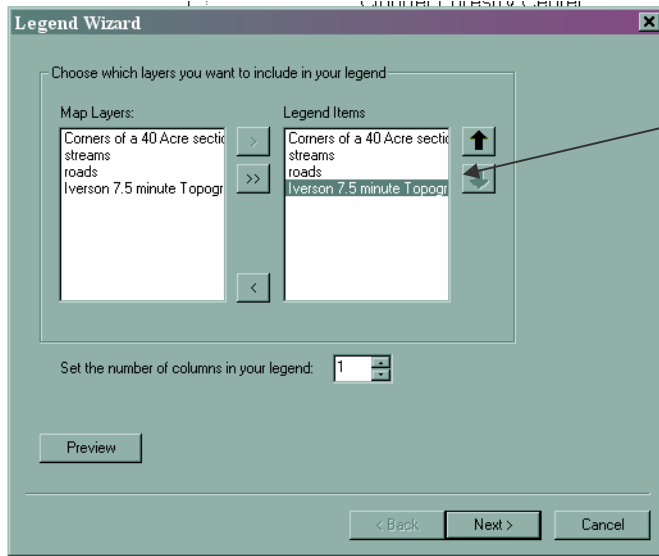 Legend Wizard
Choose which layers you want to include in your legend
Map Layers:
Legend Items
Corners of a 40 Acre sectic
streams
roads
Iverson 7.5 minute Topogr
>
>>
<
Corners of a 40 Acre sectic
streams
roads
Iverson 7.5 minute Topogr
Set the number of columns in your legend:
1
Preview
< Back
Next >
Cancel